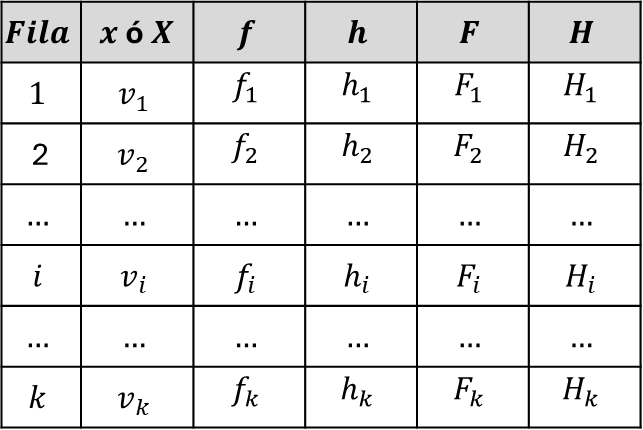 Fila x ó X f h F H
1 v₁ f₁ h₁ F₁ H₁
2 v₂ f₂ h₂ F₂ H₂
... ... ... ... ... ...
i vᵢ fᵢ hᵢ Fᵢ Hᵢ
... ... ... ... ... ...
k vₖ fₖ hₖ Fₖ Hₖ